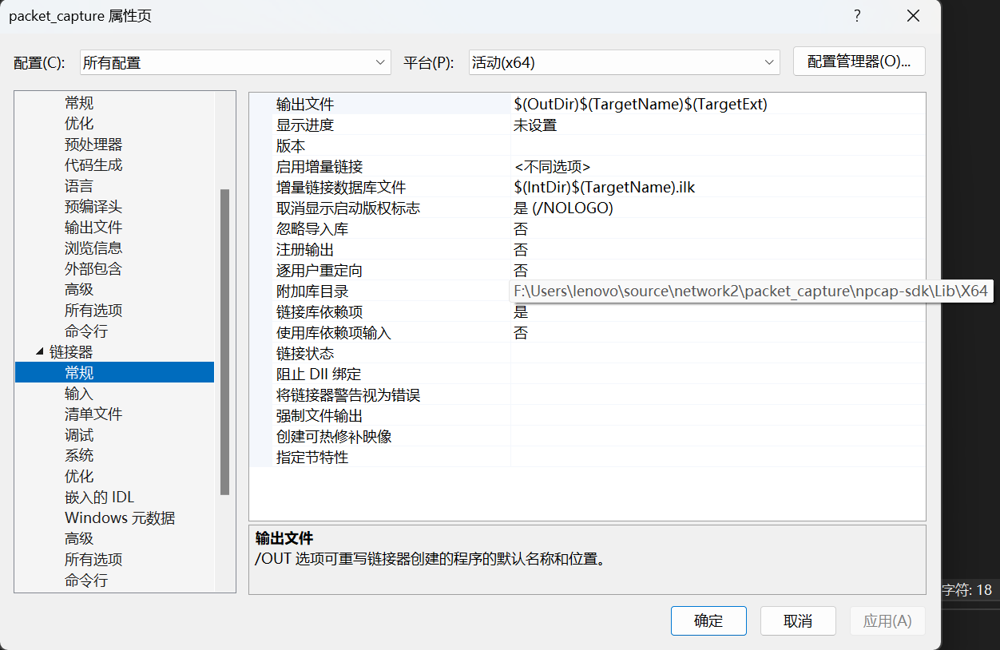 packet_capture 属性页
?
配置(C): 所有配置 平台(P): 活动(x64) 配置管理器(O)...
常规
优化
预处理器
代码生成
语言
预编译头
输出文件
浏览信息
外部包含
高级
所有选项
命令行
链接器
常规
输入
清单文件
调试
系统
优化
嵌入的 IDL
Windows 元数据
高级
所有选项
命令行
输出文件 $(OutDir)$(TargetName)$(TargetExt)
显示进度 未设置
版本
启用增量链接 <不同选项>
增量链接数据库文件 $(IntDir)$(TargetName).ilk
取消显示启动版权标志 是 (/NOLOGO)
忽略导入库 否
注册输出 否
逐用户重定向 否
附加库目录 F:\Users\lenovo\source\network2\packet_capture\npcap-sdk\Lib\X64
链接库依赖项 是
使用库依赖项输入 否
链接状态
阻止 Dll 绑定
将链接器警告视为错误
强制文件输出
创建可热修补映像
指定节特性
输出文件
/OUT 选项可重写链接器创建的程序的默认名称和位置。
字符: 18
确定 取消 应用(A)